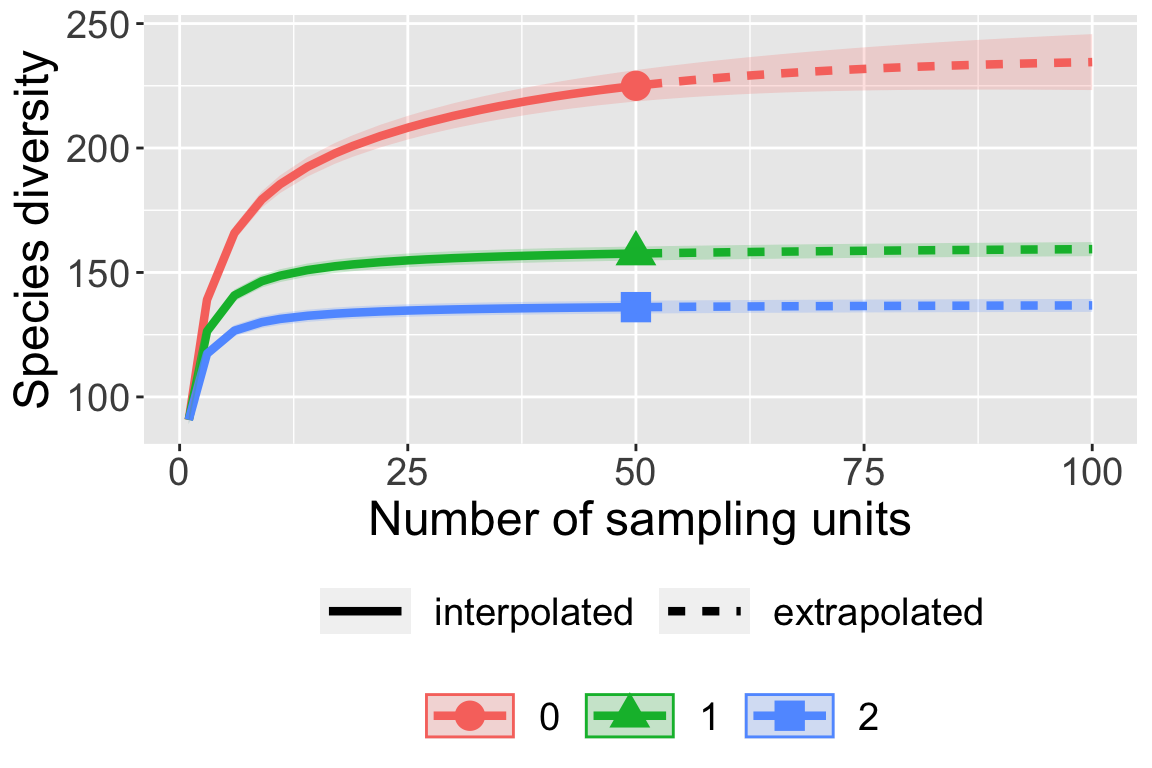 Species diversity
250
200
150
100
0 25 50 75 100
Number of sampling units
interpolated extrapolated
0 1 2